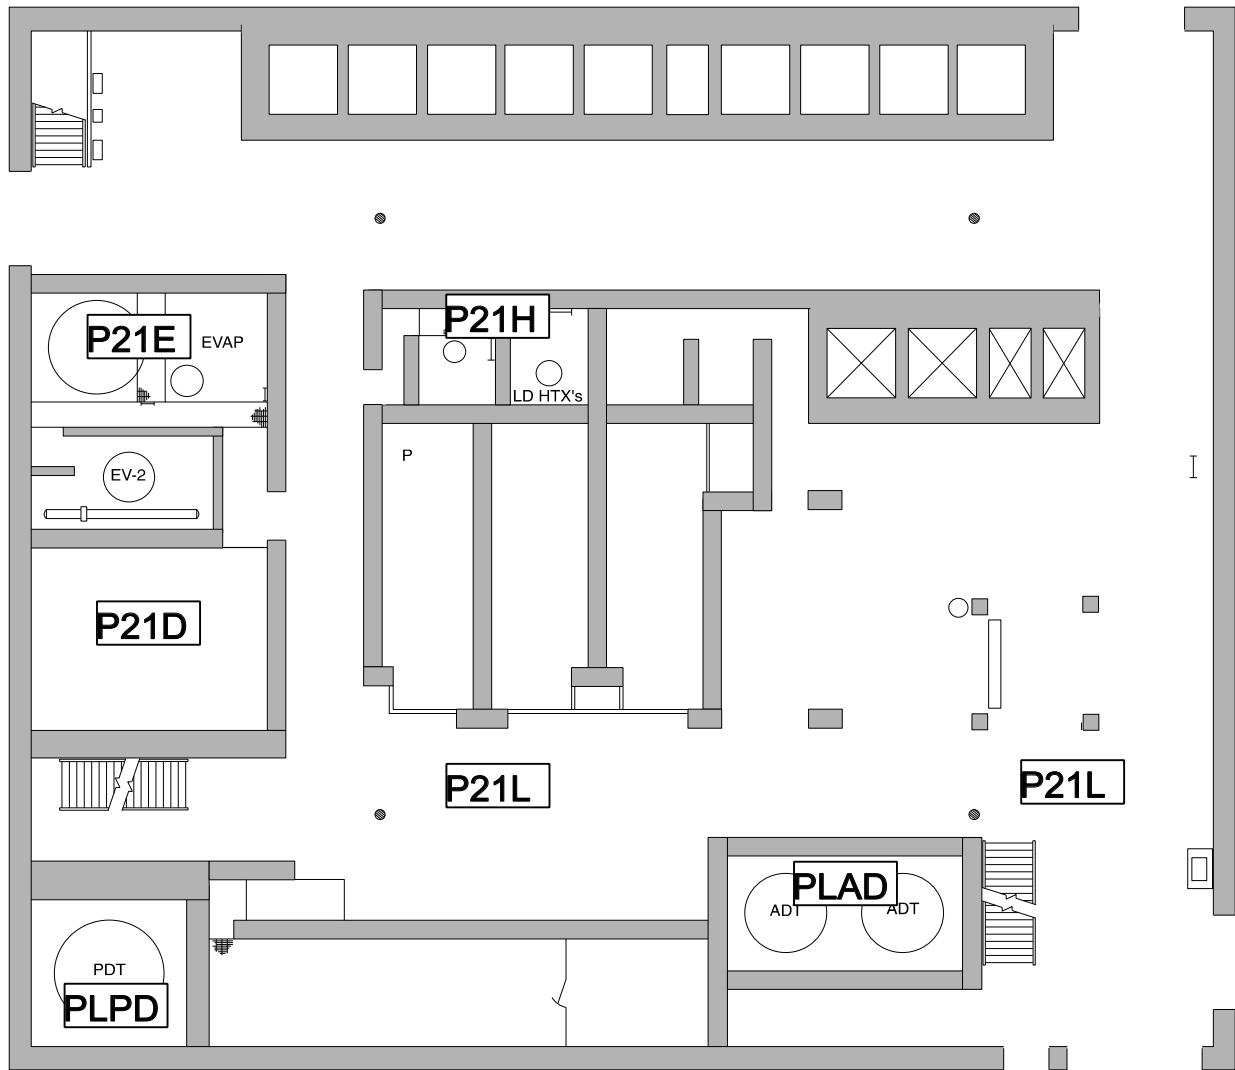 P21H
P21E
EVAP
LD HTX's
P
EV-2
P21D
P21L
P21L
PLAD
ADT
ADT
PDT
PLPD